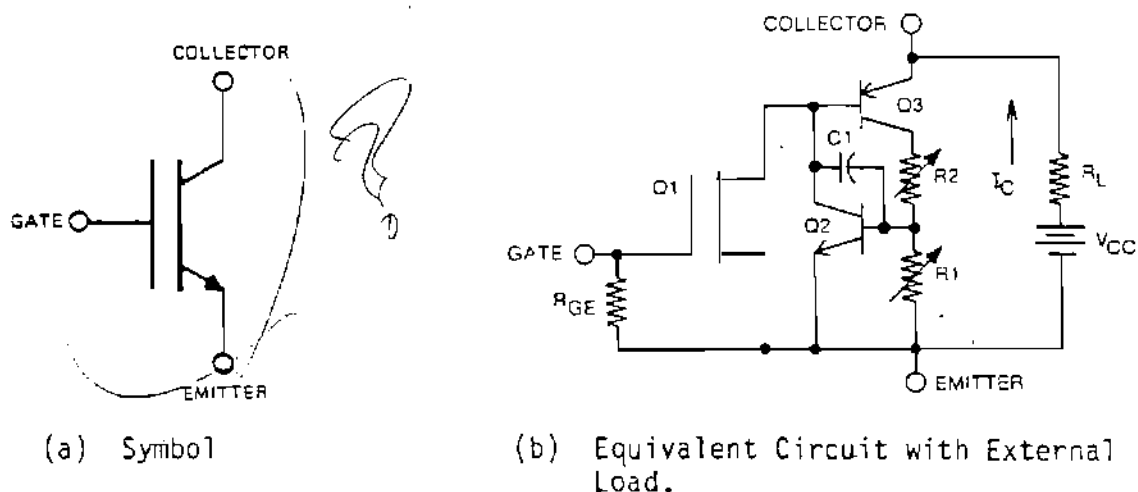 COLLECTOR
GATE
EMITTER
(a) Symbol
COLLECTOR
Q3
C1
Q1
R2
I_C
R_L
Q2
GATE
R_GE
R1
V_CC
EMITTER
(b) Equivalent Circuit with External
Load.